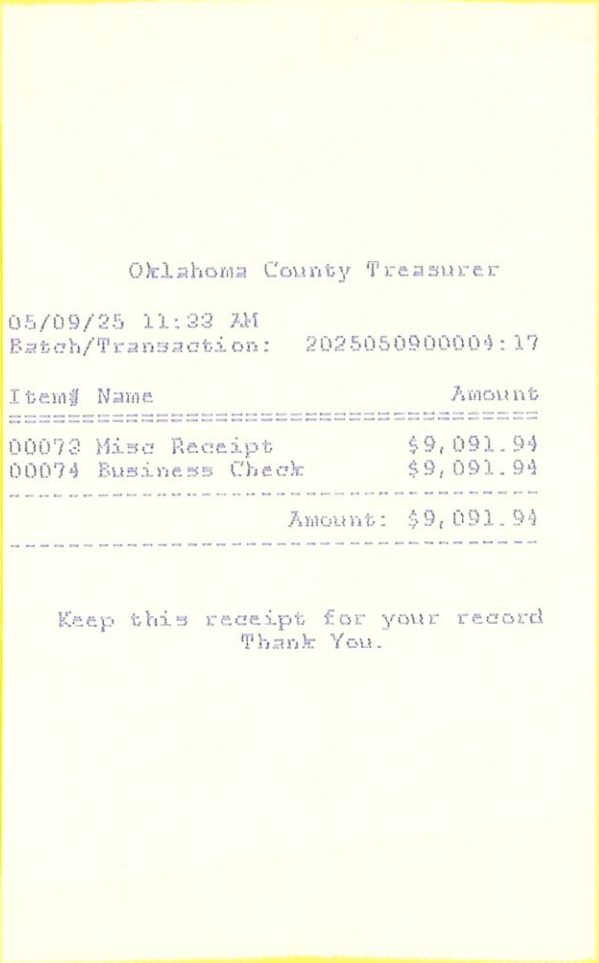 Oklahoma County Treasurer
05/09/25 11:33 AM
Batch/Transaction: 2025050900004:17
Item# Name Amount
=====================================
00073 Misc Receipt $9,091.94
00074 Business Check $9,091.94
-------------------------------------
Amount: $9,091.94
-------------------------------------
Keep this receipt for your record
Thank You.